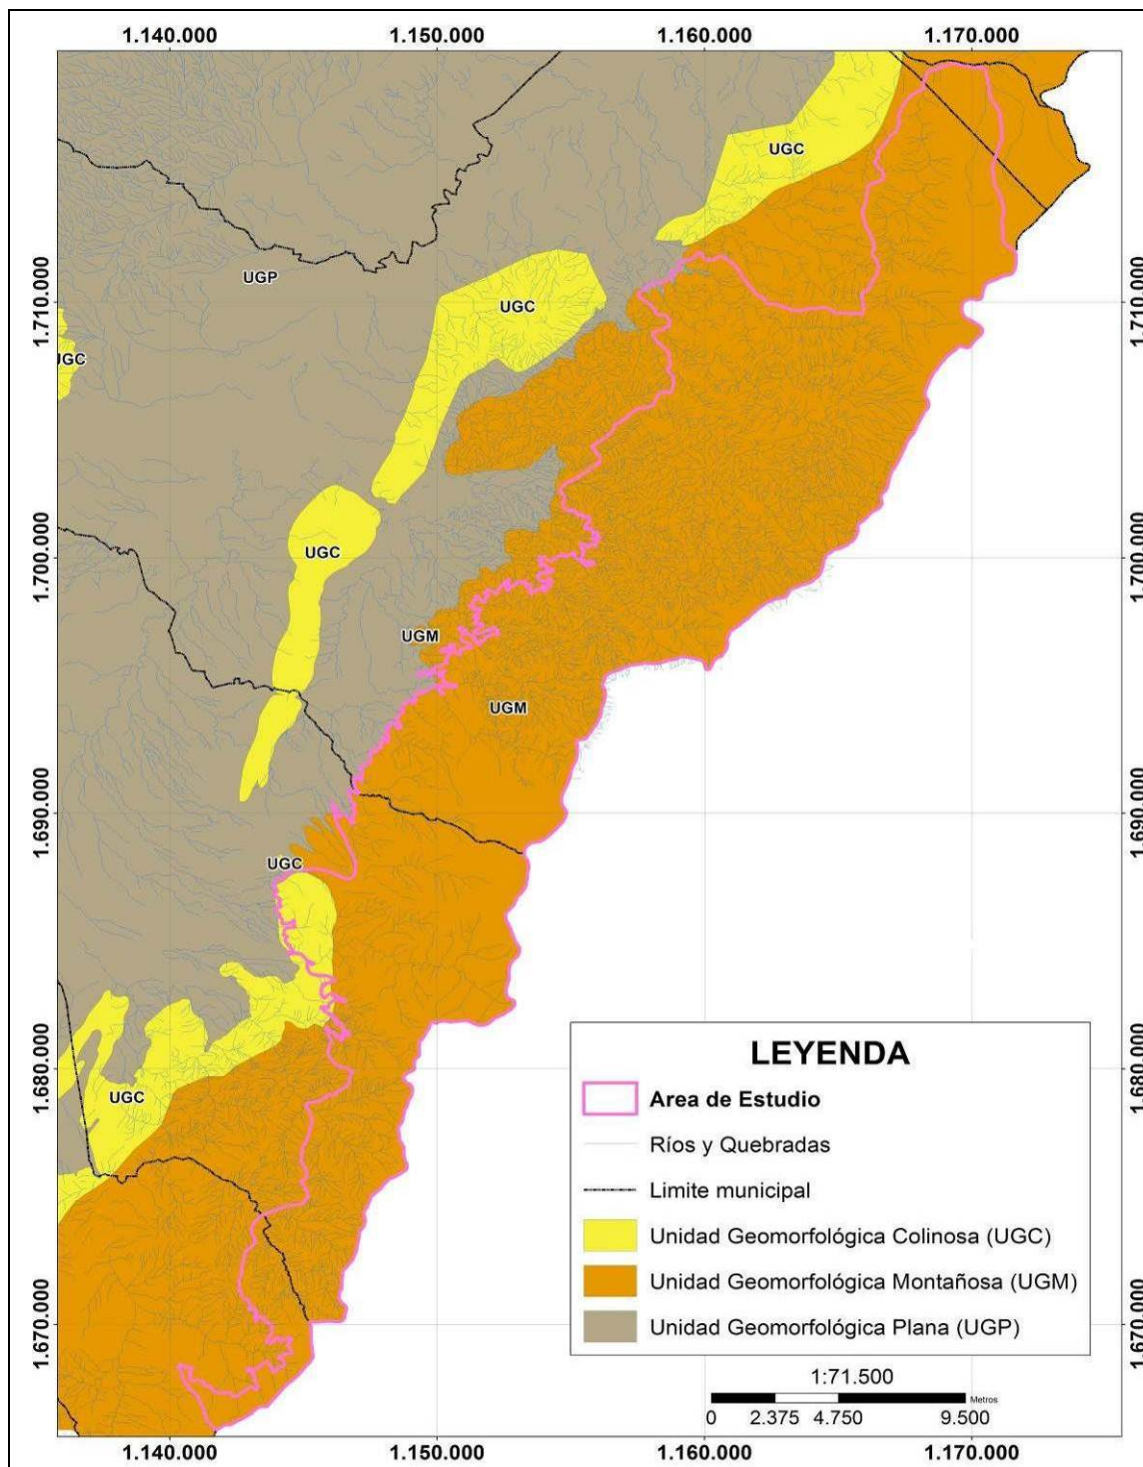 1.140.000 1.150.000 1.160.000 1.170.000
UGC
UGP
1.710.000 1.710.000
UGC
UGC
UGC
1.700.000 1.700.000
UGM
UGM
1.690.000 1.690.000
UGC
LEYENDA
1.680.000 1.680.000
UGC
Area de Estudio
Ríos y Quebradas
Limite municipal
Unidad Geomorfológica Colinosa (UGC)
Unidad Geomorfológica Montañosa (UGM)
1.670.000 1.670.000
Unidad Geomorfológica Plana (UGP)
1:71.500
Metros
0 2.375 4.750 9.500
1.140.000 1.150.000 1.160.000 1.170.000